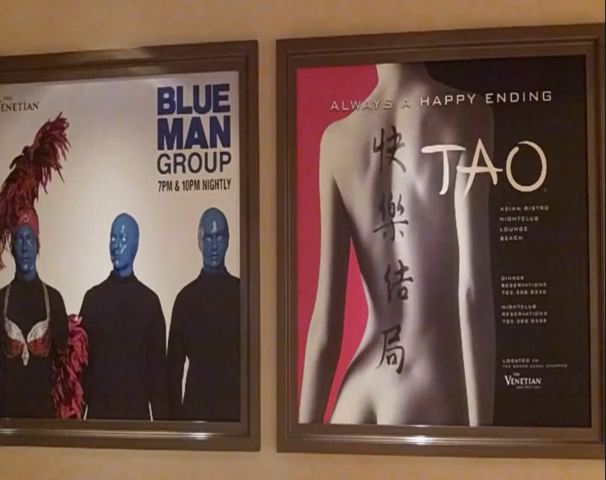 THE
VENETIAN
BLUE
MAN
GROUP
7PM & 10PM NIGHTLY
ALWAYS A HAPPY ENDING
快
樂
结
局
TAO
ASIAN BISTRO
NIGHTCLUB
LOUNGE
BEACH
DINNER
RESERVATIONS
NIGHTCLUB
RESERVATIONS
LOCATED IN
THE GRAND CANAL SHOPPES
THE
VENETIAN